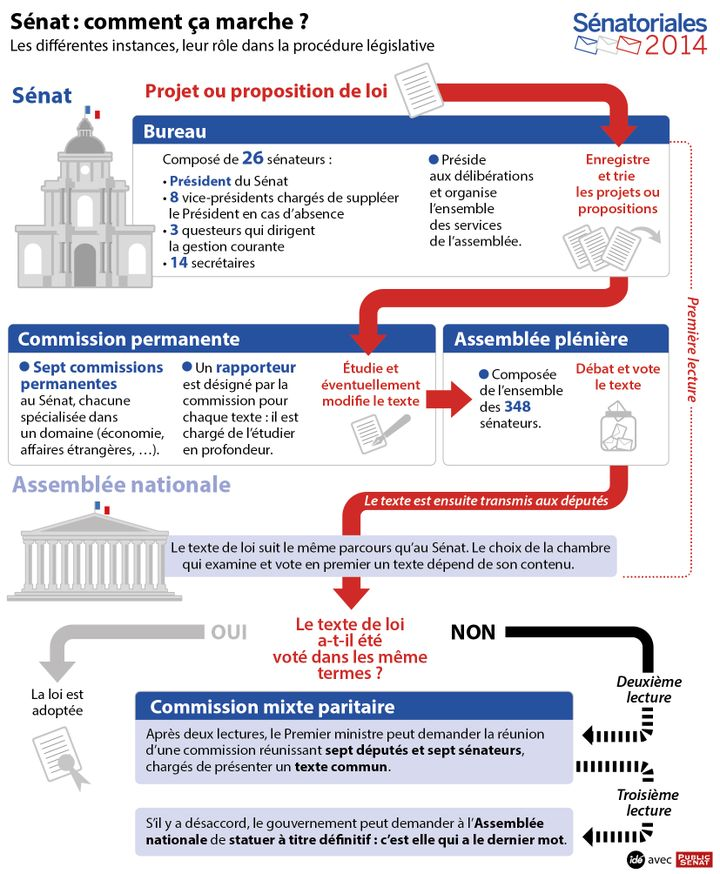 Sénat : comment ça marche ?
Les différentes instances, leur rôle dans la procédure législative
Sénatoriales
2014
Sénat
Projet ou proposition de loi
Bureau
Composé de 26 sénateurs :
• Président du Sénat
• 8 vice-présidents chargés de suppléer
le Président en cas d'absence
• 3 questeurs qui dirigent
la gestion courante
• 14 secrétaires
● Préside
aux délibérations
et organise
l'ensemble
des services
de l'assemblée.
Enregistre
et trie
les projets ou
propositions
Première lecture
Commission permanente
● Sept commissions
permanentes
au Sénat, chacune
spécialisée dans
un domaine (économie,
affaires étrangères, …).
● Un rapporteur
est désigné par la
commission pour
chaque texte : il est
chargé de l'étudier
en profondeur.
Étudie et
éventuellement
modifie le texte
Assemblée plénière
● Composée
de l'ensemble
des 348
sénateurs.
Débat et vote
le texte
Assemblée nationale
Le texte est ensuite transmis aux députés
Le texte de loi suit le même parcours qu'au Sénat. Le choix de la chambre
qui examine et vote en premier un texte dépend de son contenu.
OUI
Le texte de loi
a-t-il été
voté dans les même
termes ?
NON
La loi est
adoptée
Deuxième
lecture
Commission mixte paritaire
Après deux lectures, le Premier ministre peut demander la réunion
d'une commission réunissant sept députés et sept sénateurs,
chargés de présenter un texte commun.
Troisième
lecture
S'il y a désaccord, le gouvernement peut demander à l'Assemblée
nationale de statuer à titre définitif : c'est elle qui a le dernier mot.
idé avec PUBLIC
SENAT